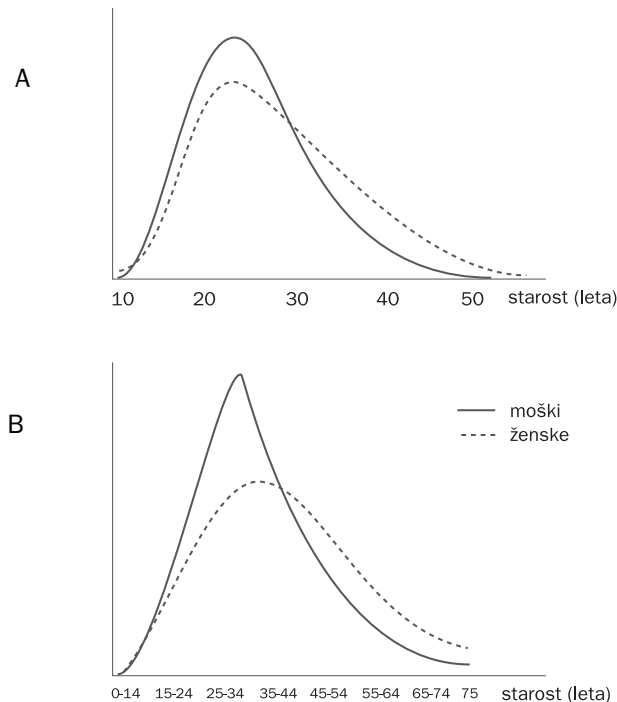 A
10 20 30 40 50 starost (leta)
B
moški
ženske
0-14 15-24 25-34 35-44 45-54 55-64 65-74 75 starost (leta)